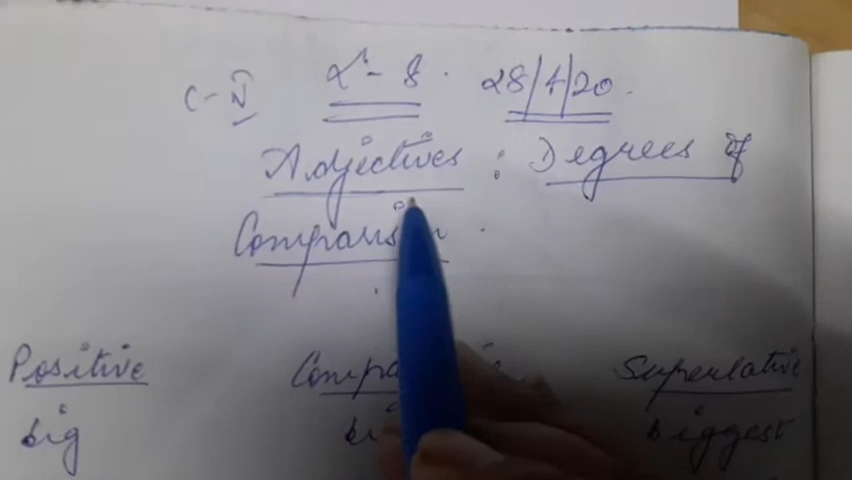 C-W L-8. 28/4/20.
Adjectives : Degrees of
Comparison.
Positive Superlative
big biggest